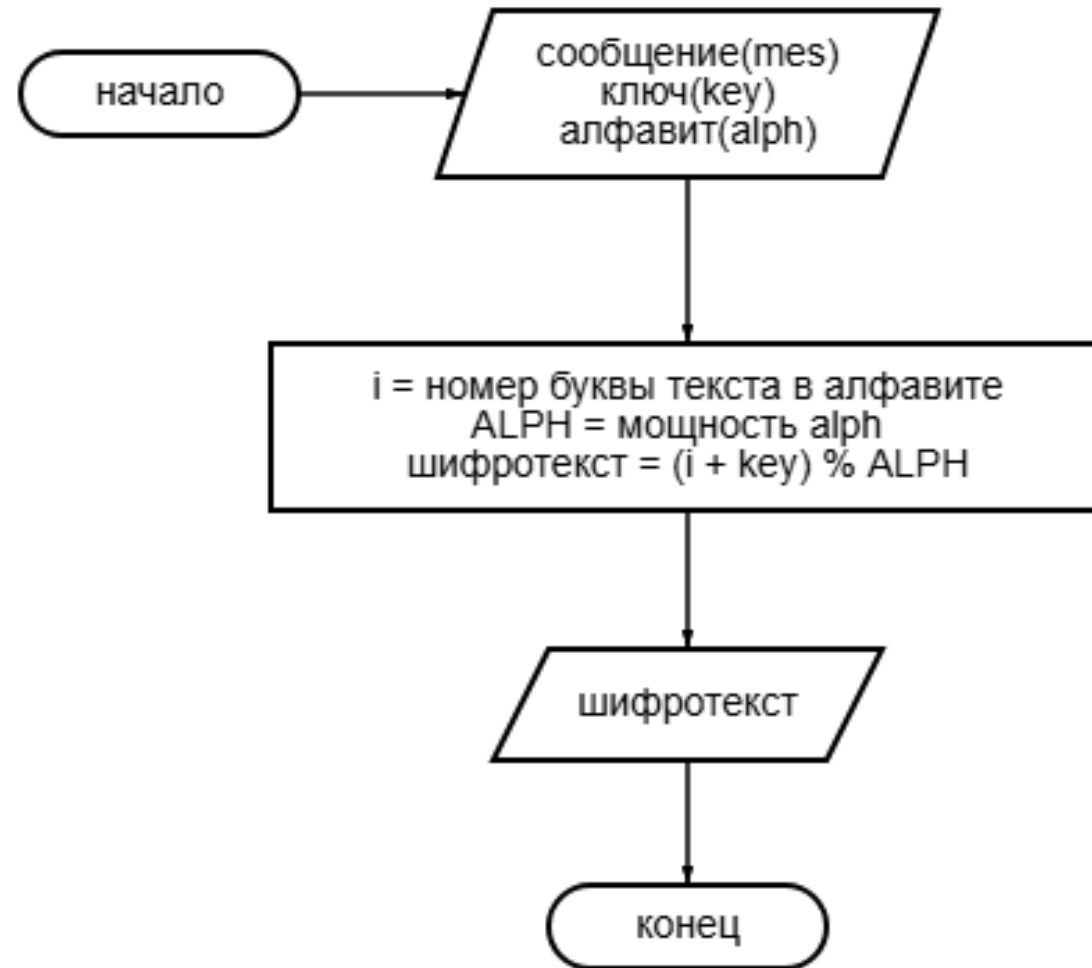 начало
сообщение(mes)
ключ(key)
алфавит(alph)
i = номер буквы текста в алфавите
ALPH = мощность alph
шифротекст = (i + key) % ALPH
шифротекст
конец